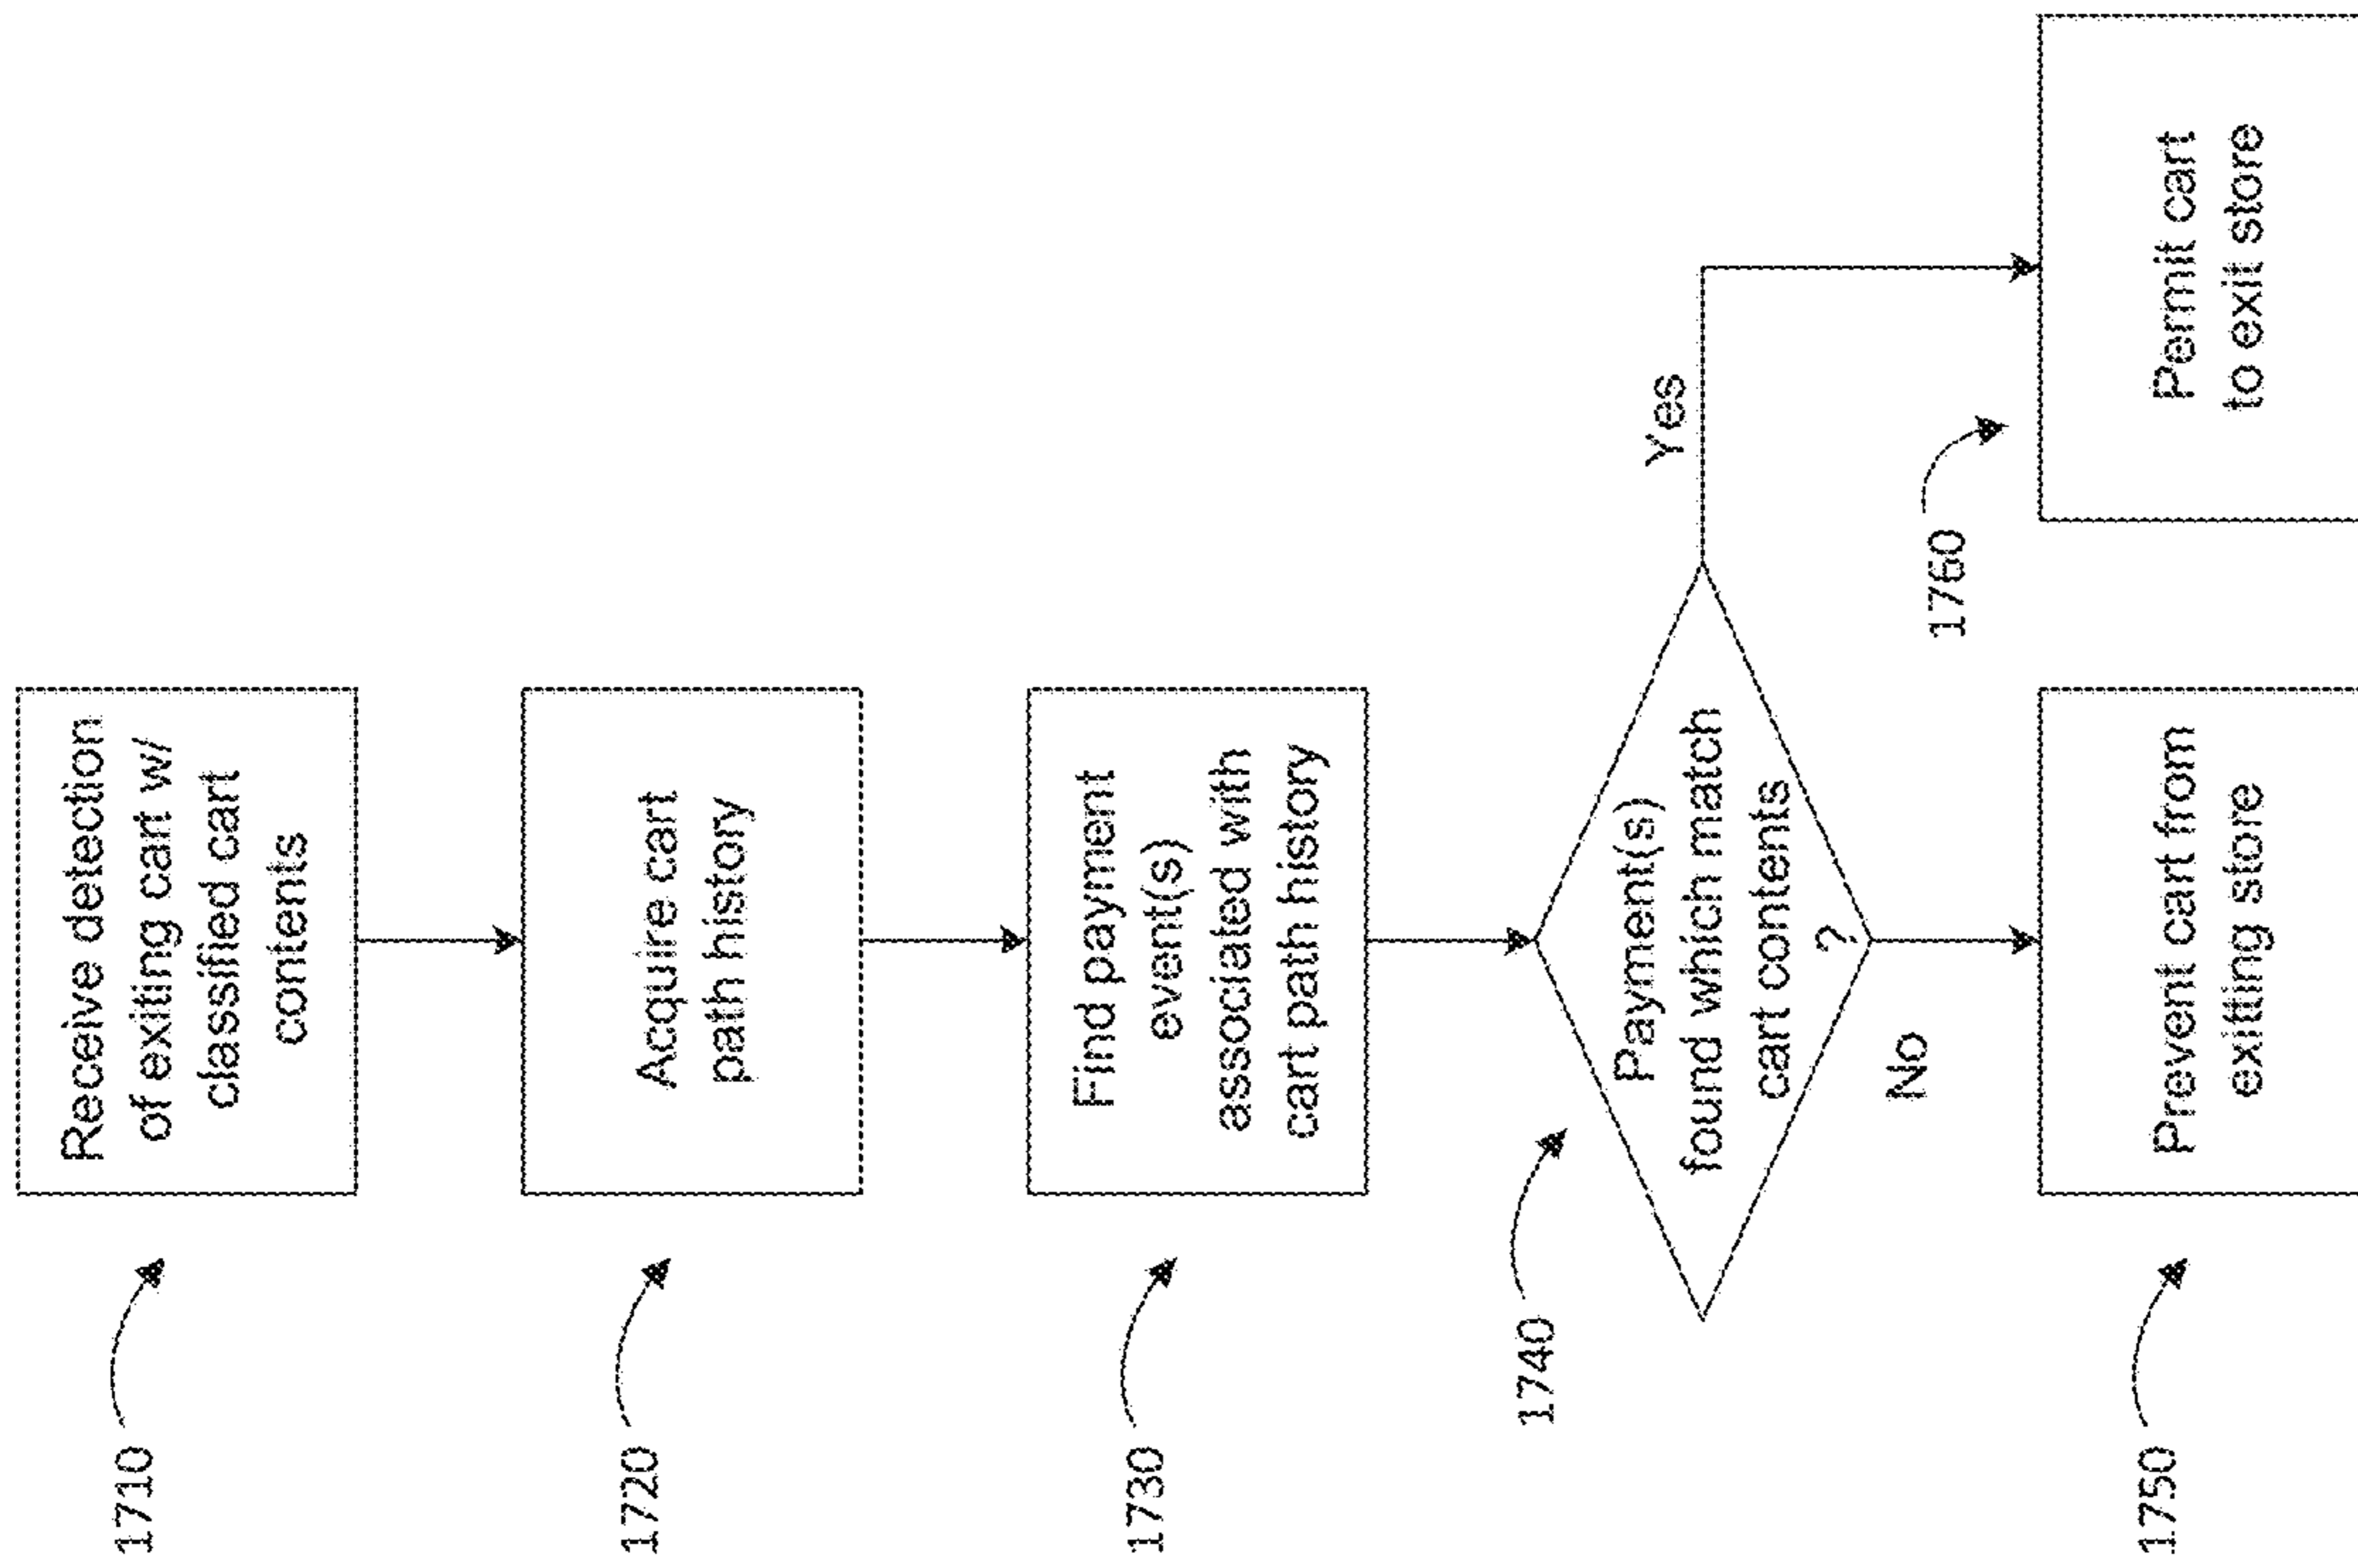 1710
Receive detection
of exiting cart w/
classified cart
contents
1720
Acquire cart
path history
1730
Find payment
event(s)
associated with
cart path history
1740
Payment(s)
found which match
cart contents
?
Yes
No
1750
Prevent cart from
exiting store
1760
Permit cart
to exit store